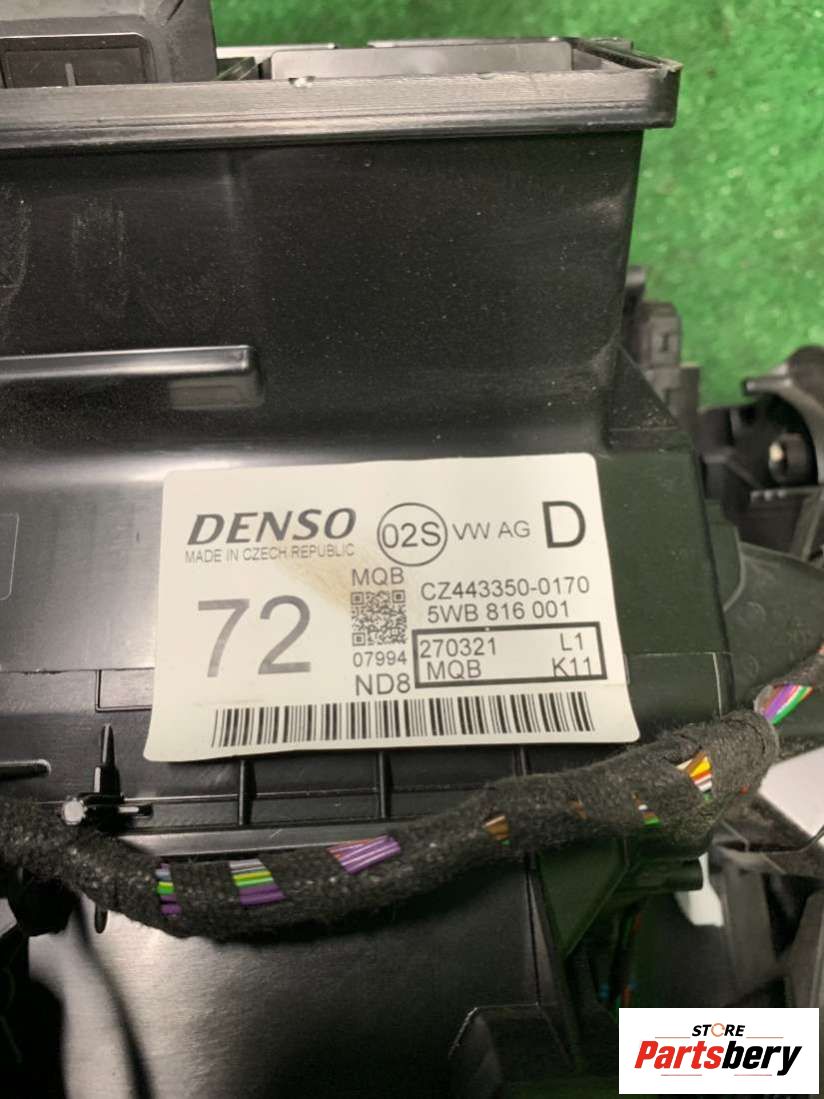 DENSO 02S VW AG D
MADE IN CZECH REPUBLIC
MQB CZ443350-0170
72 5WB 816 001
07994 270321 L1
ND8 MQB K11
STORE
Partsbery